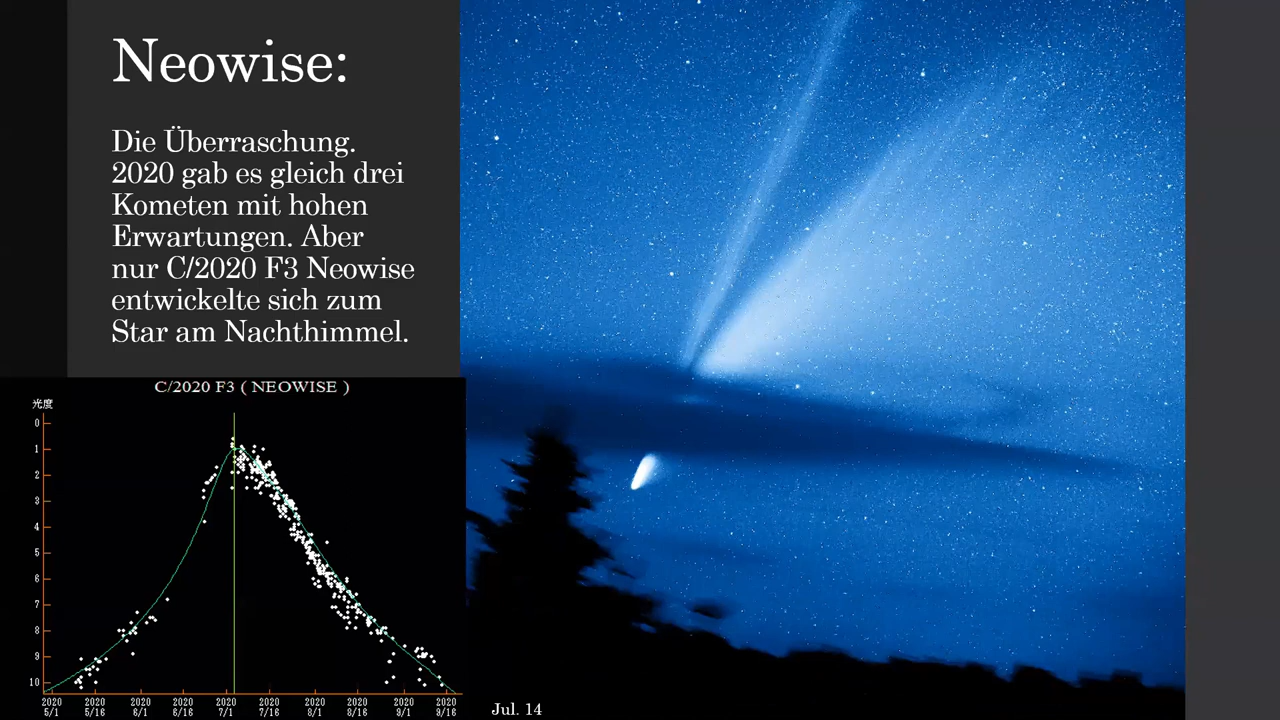 Neowise:
Die Überraschung.
2020 gab es gleich drei
Kometen mit hohen
Erwartungen. Aber
nur C/2020 F3 Neowise
entwickelte sich zum
Star am Nachthimmel.
C/2020 F3 ( NEOWISE )
光度
0
1
2
3
4
5
6
7
8
9
10
2020 2020 2020 2020 2020 2020 2020 2020 2020 2020
5/1 5/16 6/1 6/16 7/1 7/16 8/1 8/16 9/1 9/16
Jul. 14